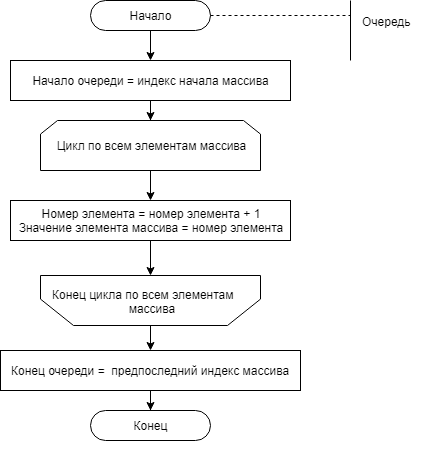 Начало
Очередь
Начало очереди = индекс начала массива
Цикл по всем элементам массива
Номер элемента = номер элемента + 1
Значение элемента массива = номер элемента
Конец цикла по всем элементам
массива
Конец очереди = предпоследний индекс массива
Конец